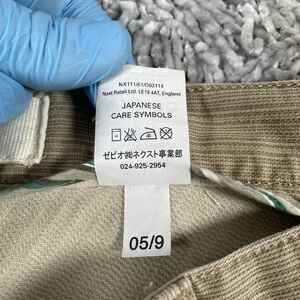 NX111/61/D03114
Next Retail Ltd. LE19 4AT, England
JAPANESE
CARE SYMBOLS
ゼビオ㈱ネクスト事業部
024-925-2954
05/9